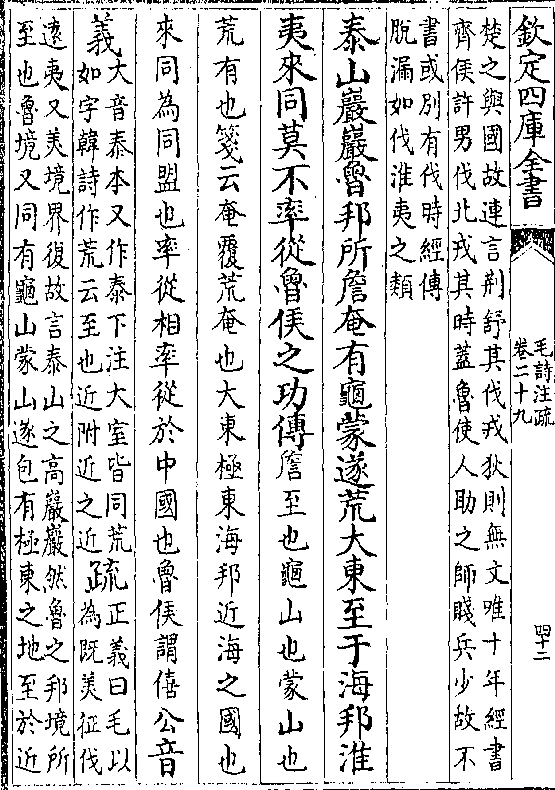 欽定四庫全書
毛詩注疏
卷二十九
四十二
楚之與國故連言荆舒其伐戎狄則無文唯十年經書
齊侯許男伐北戎其時蓋魯使人助之師賤兵少故不
書或別有伐時經傳
脫漏如伐淮夷之類
泰山巖巖魯邦所詹奄有龜蒙遂荒大東至于海邦淮
夷來同莫不率從魯侯之功傳詹至也龜山也蒙山也
荒有也箋云奄覆荒奄也大東極東海邦近海之國也
來同為同盟也率從相率從於中國也魯侯謂僖公音
義大音泰本又作泰下注大室皆同荒
如字韓詩作荒云至也近附近之近疏正義曰毛以
為既美征伐
遠夷又美境界復故言泰山之高巖巖然魯之邦境所
至也魯境又同有龜山蒙山遂包有極東之地至於近